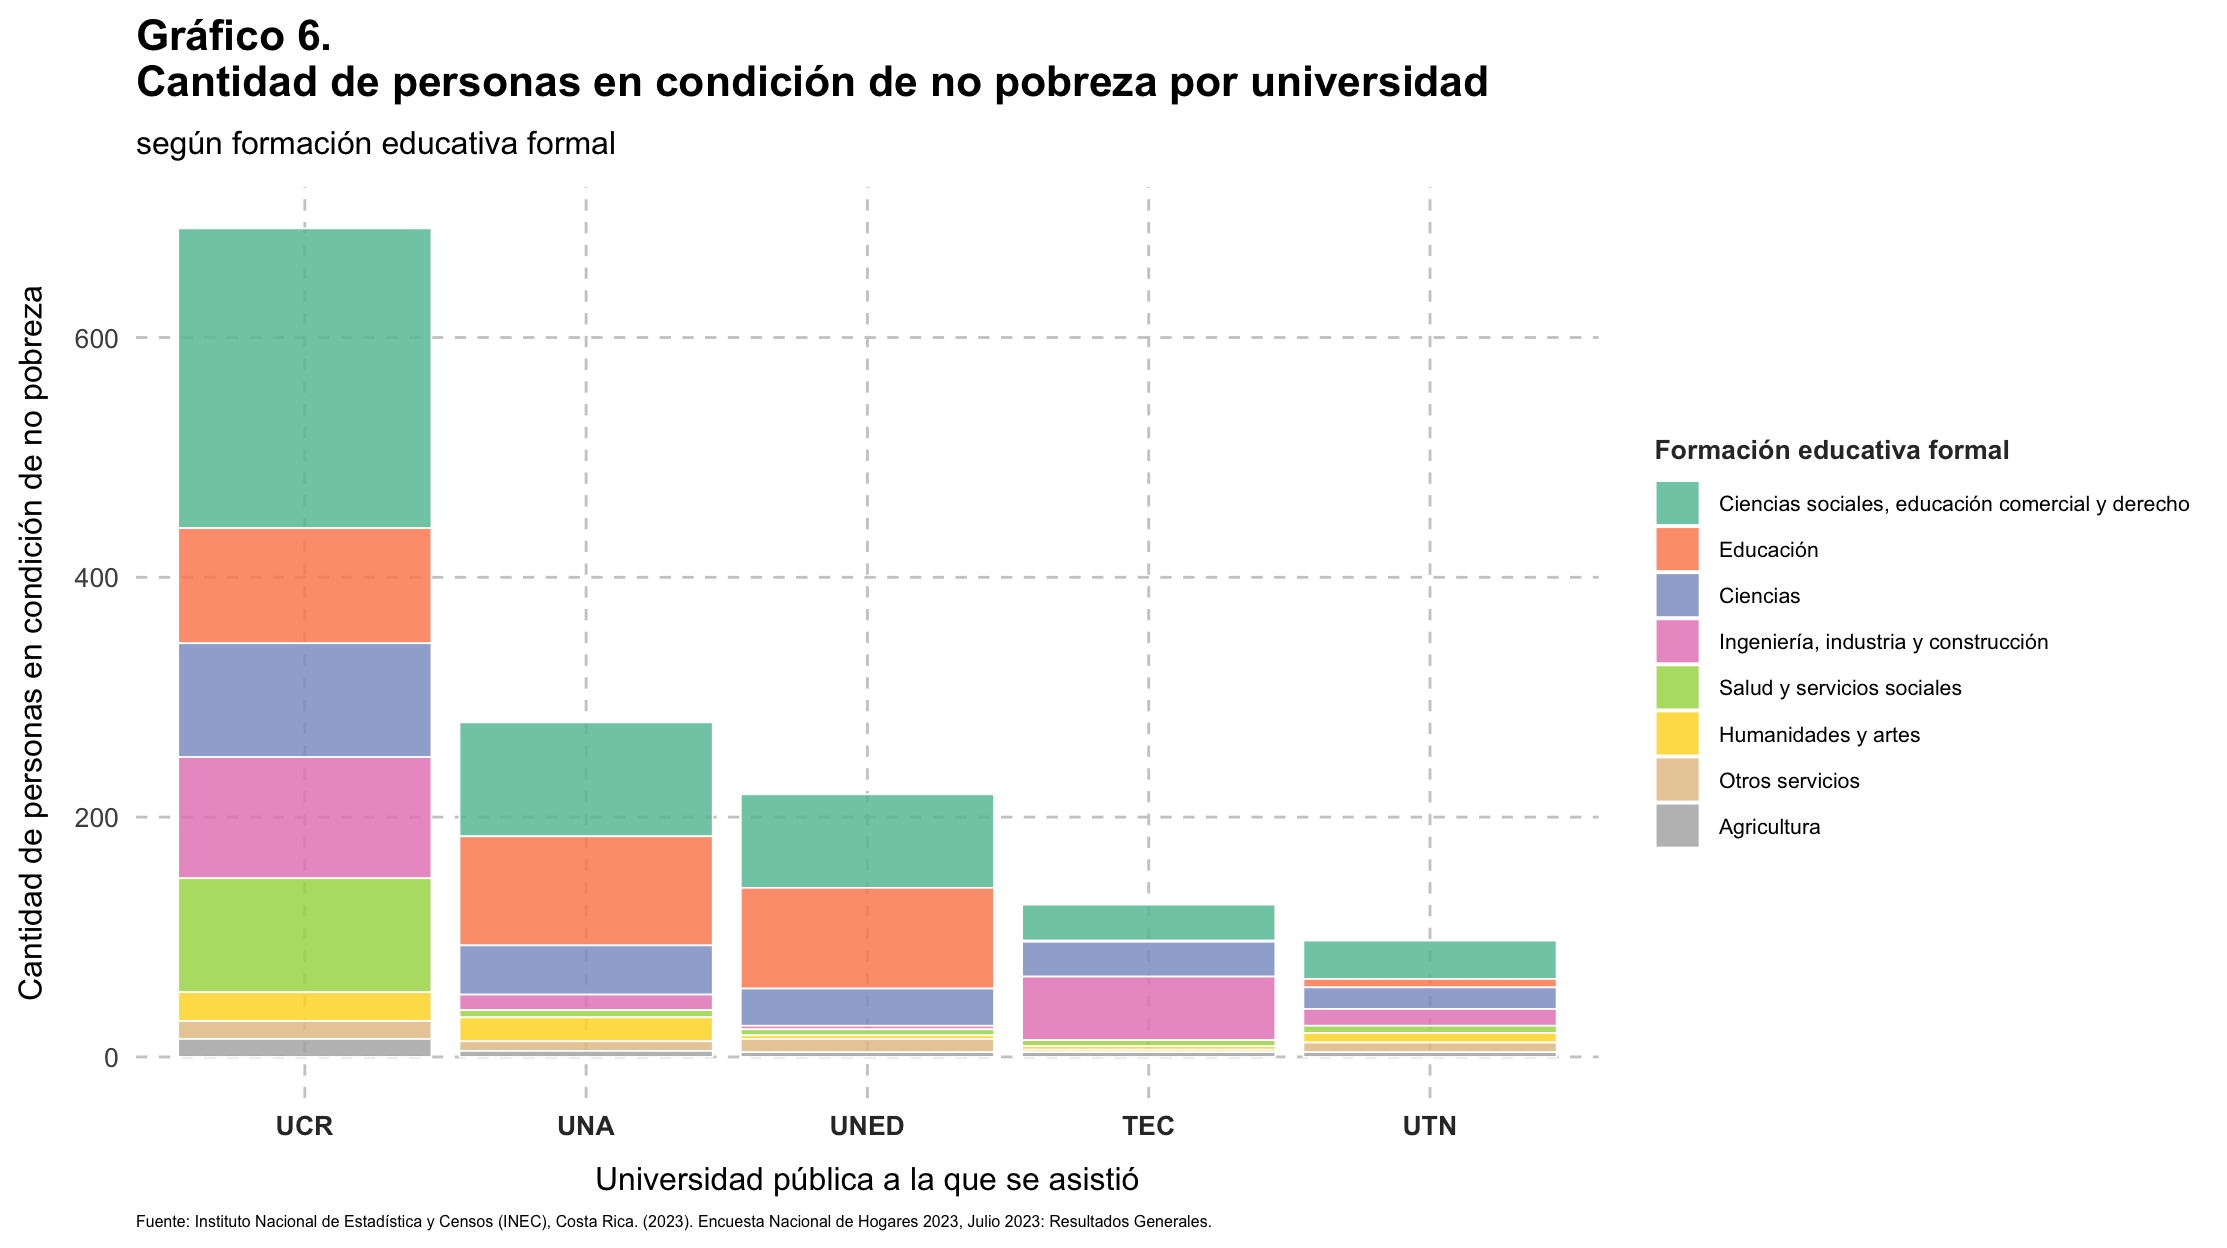 Gráfico 6.
Cantidad de personas en condición de no pobreza por universidad
según formación educativa formal
Cantidad de personas en condición de no pobreza
600
400
200
0
UCR
UNA
UNED
TEC
UTN
Universidad pública a la que se asistió
Formación educativa formal
Ciencias sociales, educación comercial y derecho
Educación
Ciencias
Ingeniería, industria y construcción
Salud y servicios sociales
Humanidades y artes
Otros servicios
Agricultura
Fuente: Instituto Nacional de Estadística y Censos (INEC), Costa Rica. (2023). Encuesta Nacional de Hogares 2023, Julio 2023: Resultados Generales.